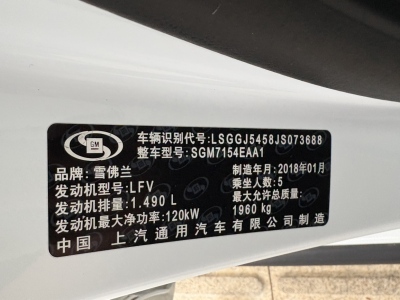 GM
车辆识别代号:LSGGJ5458JS073688
整车型号:SGM7154EAA1
品牌:雪佛兰 制造年月:2018年01月
发动机型号:LFV 乘坐人数:5
发动机排量:1.490 L 最大允许总质量:
发动机最大净功率:120kW 1960 kg
中国 上汽通用汽车有限公司制造